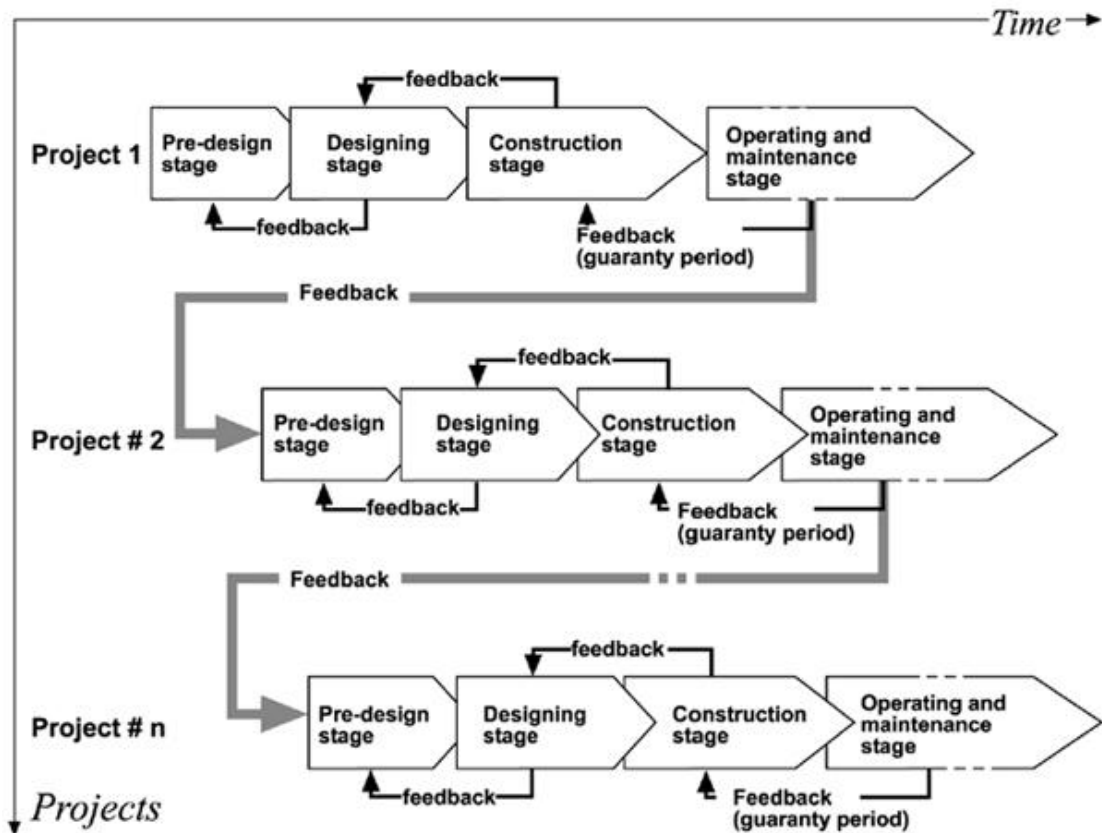 Time
feedback
Project 1
Pre-design
stage
Designing
stage
Construction
stage
Operating and
maintenance
stage
feedback
Feedback
(guaranty period)
Feedback
feedback
Project # 2
Pre-design
stage
Designing
stage
Construction
stage
Operating and
maintenance
stage
feedback
Feedback
(guaranty period)
Feedback
feedback
Project # n
Pre-design
stage
Designing
stage
Construction
stage
Operating and
maintenance
stage
feedback
Feedback
(guaranty period)
Projects